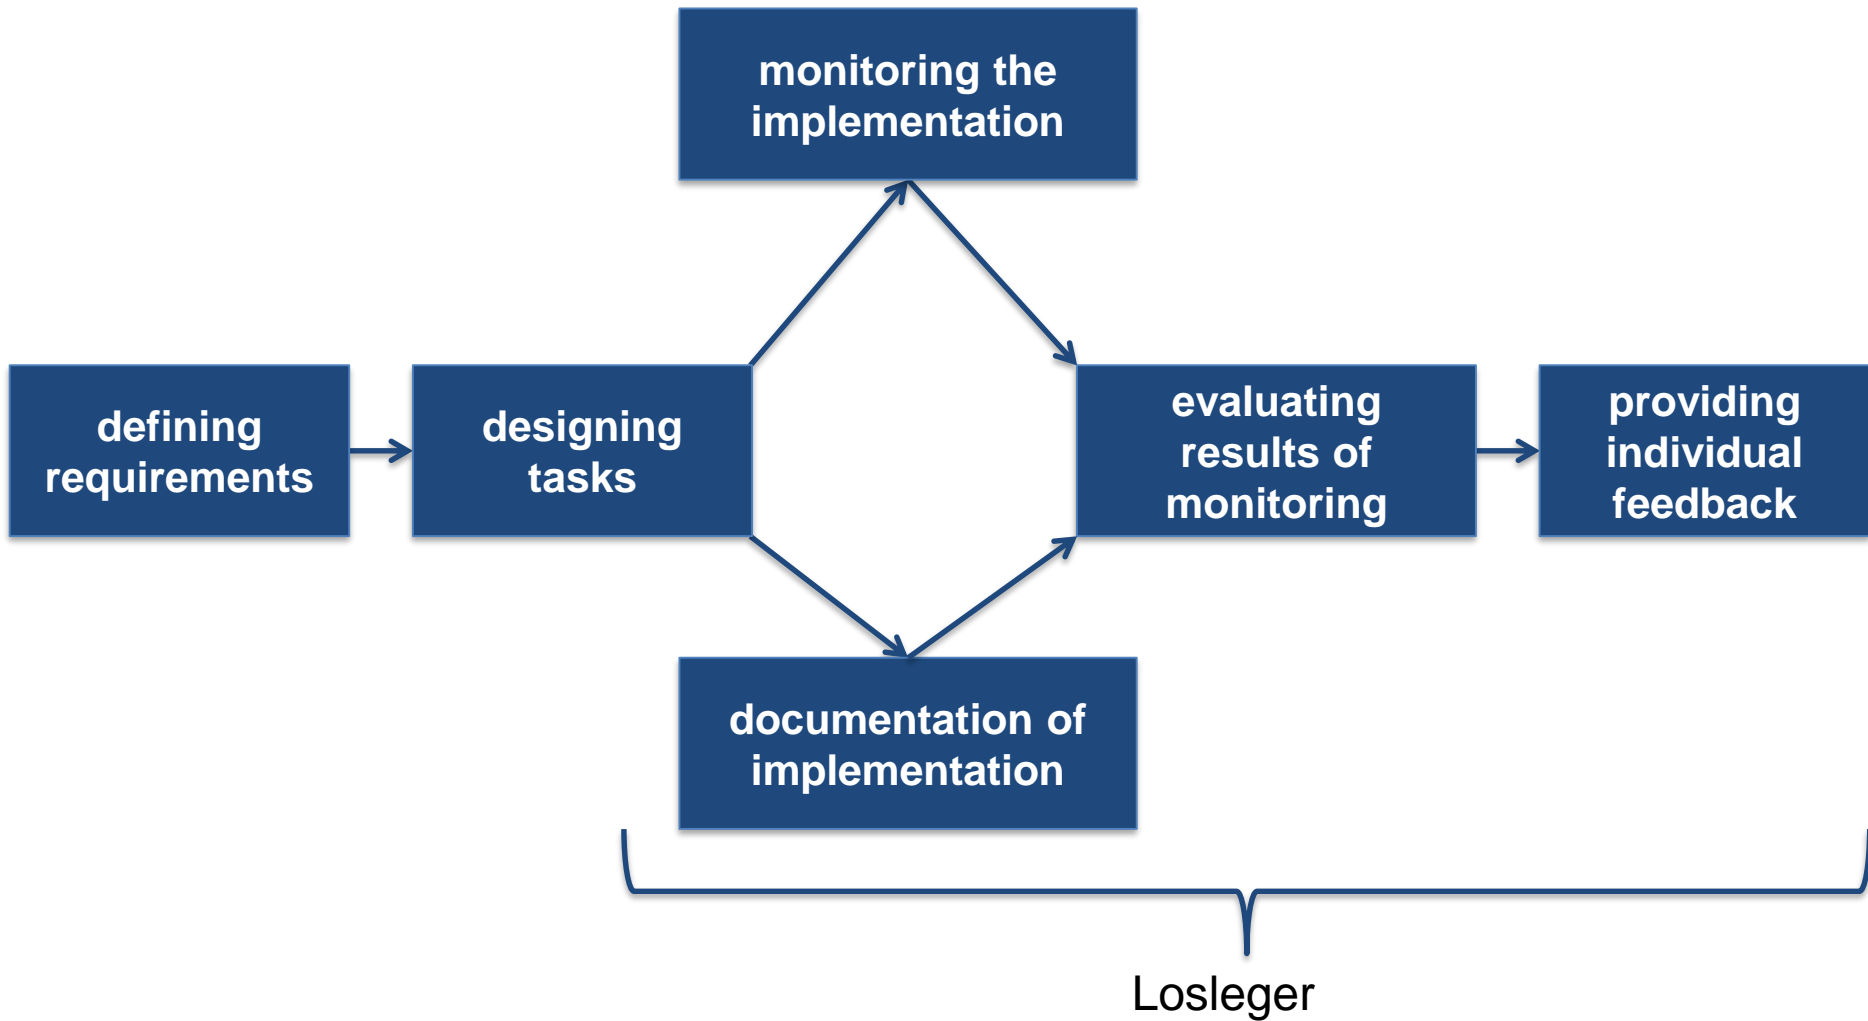 monitoring the
implementation
defining
requirements
designing
tasks
evaluating
results of
monitoring
providing
individual
feedback
documentation of
implementation
Losleger